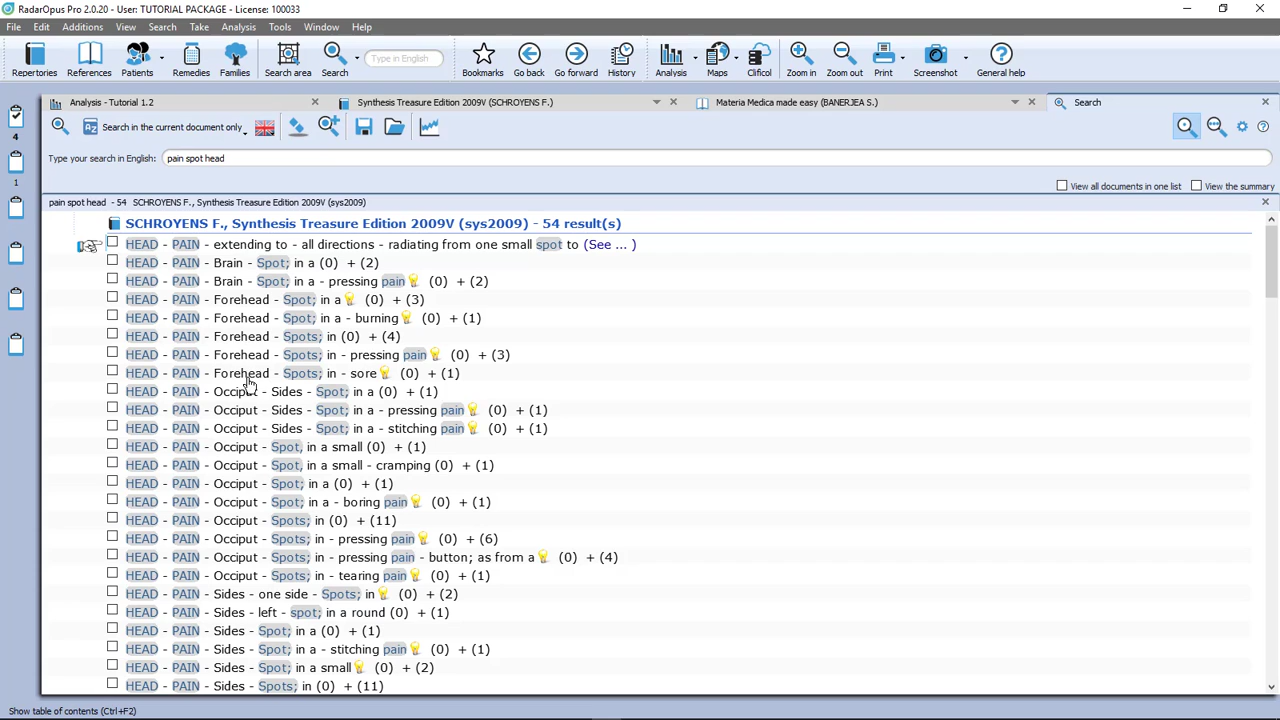 RadarOpus Pro 2.0.20 - User: TUTORIAL PACKAGE - License: 100033
File Edit Additions View Search Take Analysis Tools Window Help
Repertories References Patients Remedies Families Search area Search Type in English Bookmarks Go back Go forward History Analysis Maps Clificol Zoom in Zoom out Print Screenshot General help
Analysis - Tutorial 1.2 Synthesis Treasure Edition 2009V (SCHROYENS F.) Materia Medica made easy (BANERJEA S.) Search
Search in the current document only
4
Type your search in English: pain spot head
1
View all documents in one list View the summary
pain spot head - 54 SCHROYENS F., Synthesis Treasure Edition 2009V (sys2009)
SCHROYENS F., Synthesis Treasure Edition 2009V (sys2009) - 54 result(s)
HEAD - PAIN - extending to - all directions - radiating from one small spot to (See ... )
HEAD - PAIN - Brain - Spot; in a (0) + (2)
HEAD - PAIN - Brain - Spot; in a - pressing pain (0) + (2)
HEAD - PAIN - Forehead - Spot; in a (0) + (3)
HEAD - PAIN - Forehead - Spot; in a - burning (0) + (1)
HEAD - PAIN - Forehead - Spots; in (0) + (4)
HEAD - PAIN - Forehead - Spots; in - pressing pain (0) + (3)
HEAD - PAIN - Forehead - Spots; in - sore (0) + (1)
HEAD - PAIN - Occiput - Sides - Spot; in a (0) + (1)
HEAD - PAIN - Occiput - Sides - Spot; in a - pressing pain (0) + (1)
HEAD - PAIN - Occiput - Sides - Spot; in a - stitching pain (0) + (1)
HEAD - PAIN - Occiput - Spot, in a small (0) + (1)
HEAD - PAIN - Occiput - Spot, in a small - cramping (0) + (1)
HEAD - PAIN - Occiput - Spot; in a (0) + (1)
HEAD - PAIN - Occiput - Spot; in a - boring pain (0) + (1)
HEAD - PAIN - Occiput - Spots; in (0) + (11)
HEAD - PAIN - Occiput - Spots; in - pressing pain (0) + (6)
HEAD - PAIN - Occiput - Spots; in - pressing pain - button; as from a (0) + (4)
HEAD - PAIN - Occiput - Spots; in - tearing pain (0) + (1)
HEAD - PAIN - Sides - one side - Spots; in (0) + (2)
HEAD - PAIN - Sides - left - spot; in a round (0) + (1)
HEAD - PAIN - Sides - Spot; in a (0) + (1)
HEAD - PAIN - Sides - Spot; in a - stitching pain (0) + (1)
HEAD - PAIN - Sides - Spot; in a small (0) + (2)
HEAD - PAIN - Sides - Spots; in (0) + (11)
Show table of contents (Ctrl+F2)